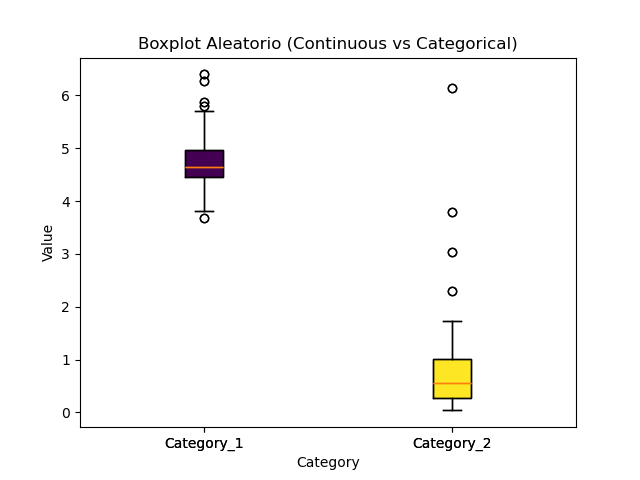 Boxplot Aleatorio (Continuous vs Categorical)
6
5
4
3
2
1
0
Value
Category_1
Category_2
Category